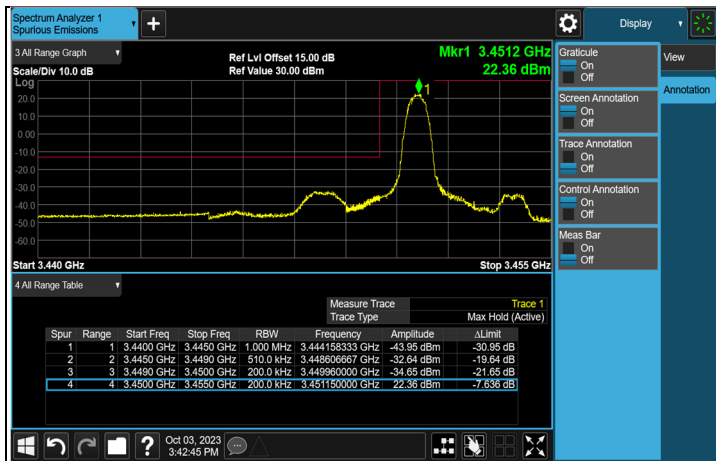 Spectrum Analyzer 1
Spurious Emissions
Display
3 All Range Graph
Ref Lvl Offset 15.00 dB
Mkr1 3.4512 GHz
Scale/Div 10.0 dB
Ref Value 30.00 dBm
22.36 dBm
Log
1
20.0
10.0
0.00
-10.0
-20.0
-30.0
-40.0
-50.0
-60.0
Start 3.440 GHz
Stop 3.455 GHz
Graticule
On
Off
Screen Annotation
On
Off
Trace Annotation
On
Off
Control Annotation
On
Off
Meas Bar
On
Off
View
Annotation
4 All Range Table
Measure Trace Trace 1
Trace Type Max Hold (Active)
Spur Range Start Freq Stop Freq RBW Frequency Amplitude ΔLimit
1 1 3.4400 GHz 3.4450 GHz 1.000 MHz 3.444158333 GHz -43.95 dBm -30.95 dB
2 2 3.4450 GHz 3.4490 GHz 510.0 kHz 3.448606667 GHz -32.64 dBm -19.64 dB
3 3 3.4490 GHz 3.4500 GHz 200.0 kHz 3.449960000 GHz -34.65 dBm -21.65 dB
4 4 3.4500 GHz 3.4550 GHz 200.0 kHz 3.451150000 GHz 22.36 dBm -7.636 dB
?
Oct 03, 2023
3:42:45 PM